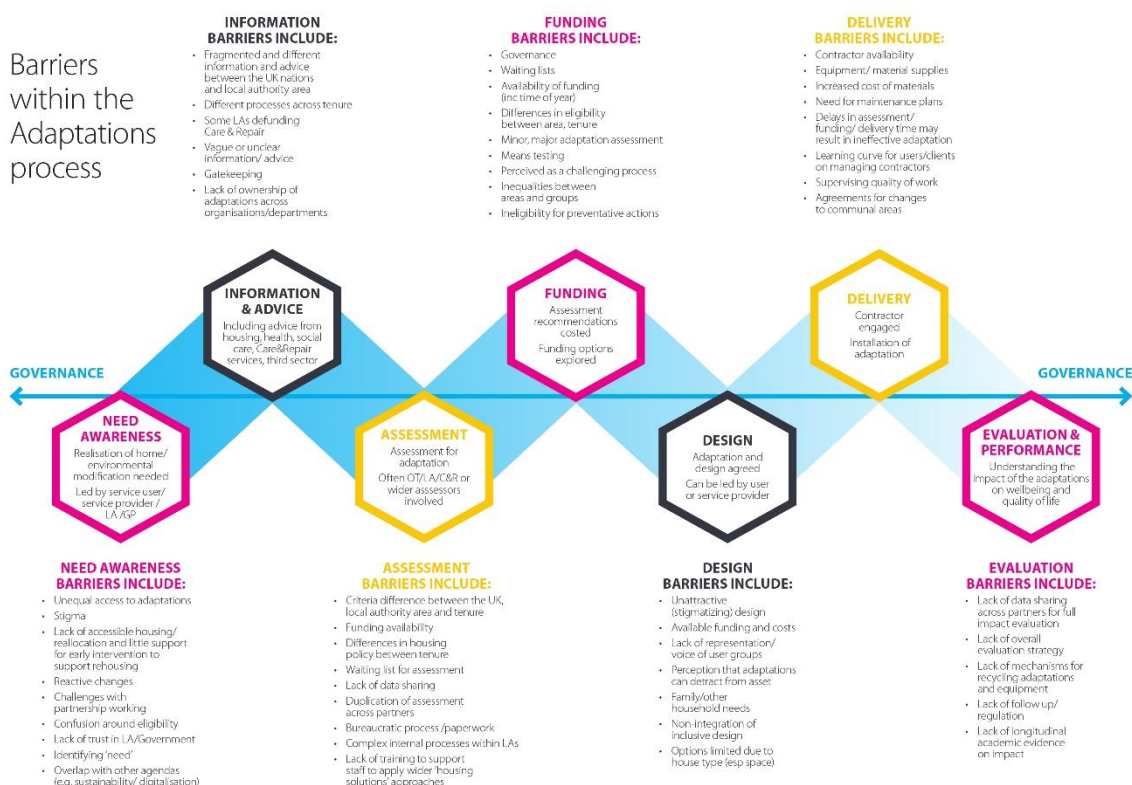 Barriers
within the
Adaptations
process
INFORMATION
BARRIERS INCLUDE:
• Fragmented and different
information and advice
between the UK nations
and local authority area
• Different processes across tenure
• Some LAs defunding
Care & Repair
• Vague or unclear
information/ advice
• Gatekeeping
• Lack of ownership of
adaptations across
organisations/departments
FUNDING
BARRIERS INCLUDE:
• Governance
• Waiting lists
• Availability of funding
(inc time of year)
• Differences in eligibility
between area, tenure
• Minor, major adaptation assessment
• Means testing
• Perceived as a challenging process
• Inequalities between
areas and groups
• Ineligibility for preventative actions
DELIVERY
BARRIERS INCLUDE:
• Contractor availability
• Equipment/ material supplies
• Increased cost of materials
• Need for maintenance plans
• Delays in assessment/
funding/ delivery time may
result in ineffective adaptation
• Learning curve for users/clients
on managing contractors
• Supervising quality of work
• Agreements for changes
to communal areas
INFORMATION
& ADVICE
Including advice from
housing, health, social
care, Care&Repair
services, third sector
FUNDING
Assessment
recommendations
costed
Funding options
explored
DELIVERY
Contractor
engaged
Installation of
adaptation
GOVERNANCE
GOVERNANCE
NEED
AWARENESS
Realisation of home/
environmental
modification needed
Led by service user/
service provider /
LA /GP
ASSESSMENT
Assessment for
adaptation
Often OT/LA/C&R or
wider asssessors
involved
DESIGN
Adaptation and
design agreed
Can be led by user
or service provider
EVALUATION &
PERFORMANCE
Understanding the
impact of the adaptations
on wellbeing and
quality of life
NEED AWARENESS
BARRIERS INCLUDE:
• Unequal access to adaptations
• Stigma
• Lack of accessible housing/
reallocation and little support
for early intervention to
support rehousing
• Reactive changes
• Challenges with
partnership working
• Confusion around eligibility
• Lack of trust in LA/Government
• Identifying 'need'
• Overlap with other agendas
(e.g. sustainability/ digitalisation)
ASSESSMENT
BARRIERS INCLUDE:
• Criteria difference between the UK,
local authority area and tenure
• Funding availability
• Differences in housing
policy between tenure
• Waiting list for assessment
• Lack of data sharing
• Duplication of assessment
across partners
• Bureaucratic process /paperwork
• Complex internal processes within LAs
• Lack of training to support
staff to apply wider 'housing
solutions' approaches
DESIGN
BARRIERS INCLUDE:
• Unattractive
(stigmatizing) design
• Available funding and costs
• Lack of representation/
voice of user groups
• Perception that adaptations
can detract from asset
• Family/other
household needs
• Non-integration of
inclusive design
• Options limited due to
house type (esp space)
EVALUATION
BARRIERS INCLUDE:
• Lack of data sharing
across partners for full
impact evaluation
• Lack of overall
evaluation strategy
• Lack of mechanisms for
recycling adaptations
and equipment
• Lack of follow up/
regulation
• Lack of longitudinal
academic evidence
on impact